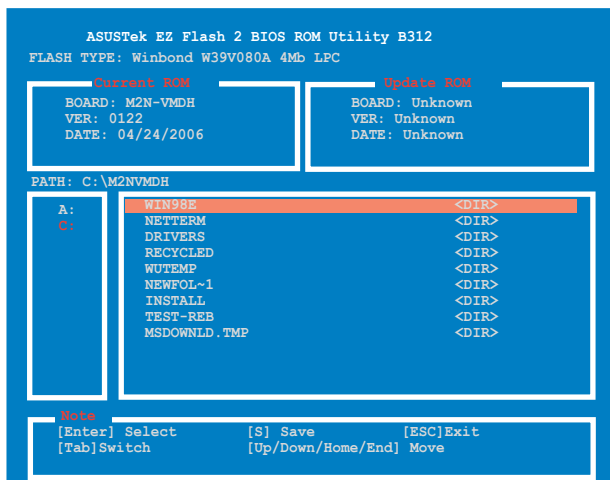 ASUSTek EZ Flash 2 BIOS ROM Utility B312
FLASH TYPE: Winbond W39V080A 4Mb LPC
Current ROM
BOARD: M2N-VMDH
VER: 0122
DATE: 04/24/2006
Update ROM
BOARD: Unknown
VER: Unknown
DATE: Unknown
PATH: C:\M2NVMDH
A:
C:
WIN98E <DIR>
NETTERM <DIR>
DRIVERS <DIR>
RECYCLED <DIR>
WUTEMP <DIR>
NEWFOL~1 <DIR>
INSTALL <DIR>
TEST-REB <DIR>
MSDOWNLD.TMP <DIR>
Note
[Enter] Select [S] Save [ESC]Exit
[Tab]Switch [Up/Down/Home/End] Move